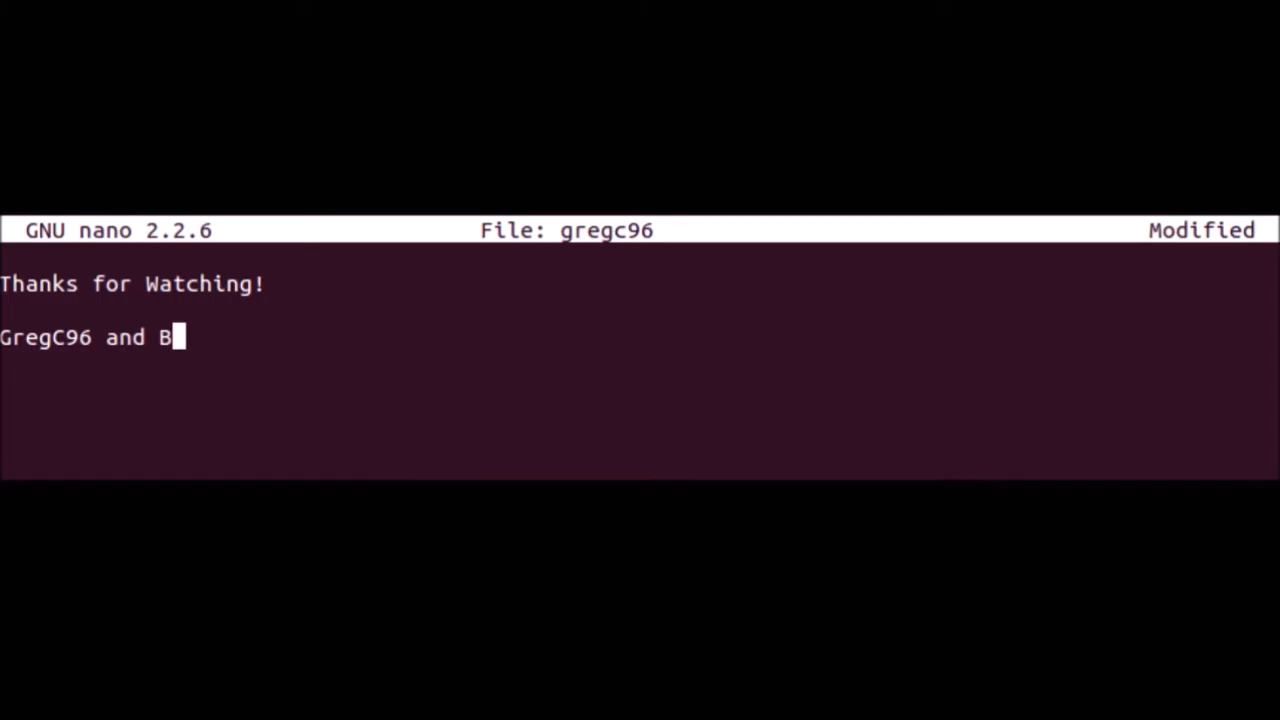 GNU nano 2.2.6 File: gregc96 Modified
Thanks for Watching!
GregC96 and B